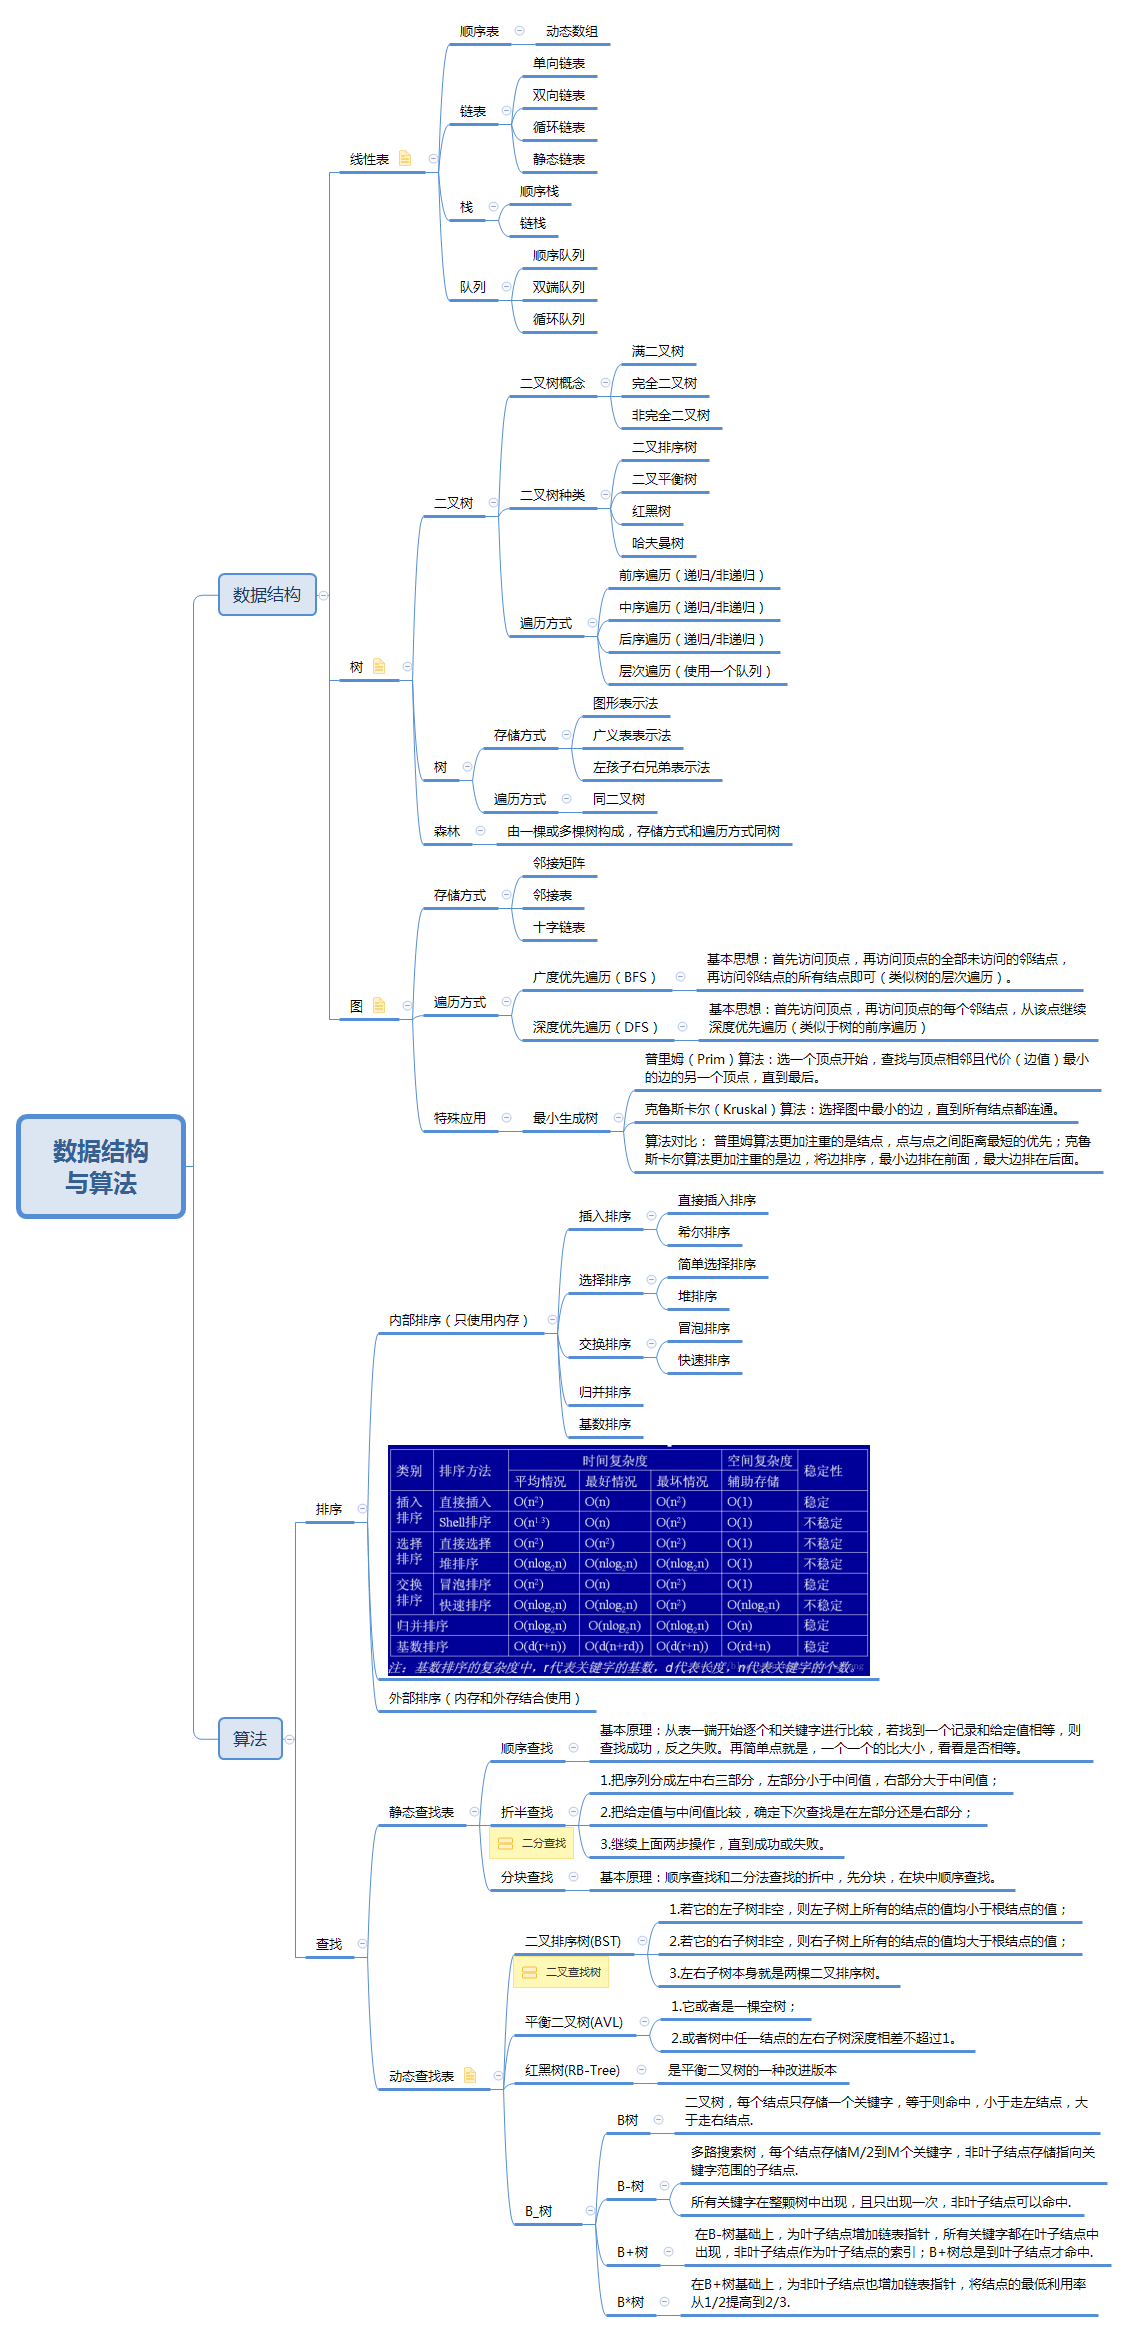 数据结构
与算法
数据结构
线性表
顺序表
动态数组
链表
单向链表
双向链表
循环链表
静态链表
栈
顺序栈
链栈
队列
顺序队列
双端队列
循环队列
树
二叉树
二叉树概念
满二叉树
完全二叉树
非完全二叉树
二叉树种类
二叉排序树
二叉平衡树
红黑树
哈夫曼树
遍历方式
前序遍历（递归/非递归）
中序遍历（递归/非递归）
后序遍历（递归/非递归）
层次遍历（使用一个队列）
树
存储方式
图形表示法
广义表表示法
左孩子右兄弟表示法
遍历方式
同二叉树
森林
由一棵或多棵树构成，存储方式和遍历方式同树
图
存储方式
邻接矩阵
邻接表
十字链表
遍历方式
广度优先遍历（BFS）
基本思想：首先访问顶点，再访问顶点的全部未访问的邻结点，
再访问邻结点的所有结点即可（类似树的层次遍历）。
深度优先遍历（DFS）
基本思想：首先访问顶点，再访问顶点的每个邻结点，从该点继续
深度优先遍历（类似于树的前序遍历）
特殊应用
最小生成树
普里姆（Prim）算法：选一个顶点开始，查找与顶点相邻且代价（边值）最小
的边的另一个顶点，直到最后。
克鲁斯卡尔（Kruskal）算法：选择图中最小的边，直到所有结点都连通。
算法对比： 普里姆算法更加注重的是结点，点与点之间距离最短的优先；克鲁
斯卡尔算法更加注重的是边，将边排序，最小边排在前面，最大边排在后面。
算法
排序
内部排序（只使用内存）
插入排序
直接插入排序
希尔排序
选择排序
简单选择排序
堆排序
交换排序
冒泡排序
快速排序
归并排序
基数排序
类别 排序方法 时间复杂度 空间复杂度 稳定性
平均情况 最好情况 最坏情况 辅助存储
插入排序 直接插入 O(n²) O(n) O(n²) O(1) 稳定
Shell排序 O(n¹·³) O(n) O(n²) O(1) 不稳定
选择排序 直接选择 O(n²) O(n²) O(n²) O(1) 不稳定
堆排序 O(nlog₂n) O(nlog₂n) O(nlog₂n) O(1) 不稳定
交换排序 冒泡排序 O(n²) O(n) O(n²) O(1) 稳定
快速排序 O(nlog₂n) O(nlog₂n) O(n²) O(nlog₂n) 不稳定
归并排序 O(nlog₂n) O(nlog₂n) O(nlog₂n) O(n) 稳定
基数排序 O(d(r+n)) O(d(n+rd)) O(d(r+n)) O(rd+n) 稳定
注：基数排序的复杂度中，r代表关键字的基数，d代表长度，n代表关键字的个数。
外部排序（内存和外存结合使用）
查找
静态查找表
顺序查找
基本原理：从表一端开始逐个和关键字进行比较，若找到一个记录和给定值相等，则
查找成功，反之失败。再简单点就是，一个一个的比大小，看看是否相等。
折半查找
二分查找
1.把序列分成左中右三部分，左部分小于中间值，右部分大于中间值；
2.把给定值与中间值比较，确定下次查找是在左部分还是右部分；
3.继续上面两步操作，直到成功或失败。
分块查找
基本原理：顺序查找和二分法查找的折中，先分块，在块中顺序查找。
动态查找表
二叉排序树(BST)
二叉查找树
1.若它的左子树非空，则左子树上所有的结点的值均小于根结点的值；
2.若它的右子树非空，则右子树上所有的结点的值均大于根结点的值；
3.左右子树本身就是两棵二叉排序树。
平衡二叉树(AVL)
1.它或者是一棵空树；
2.或者树中任一结点的左右子树深度相差不超过1。
红黑树(RB-Tree)
是平衡二叉树的一种改进版本
B_树
B树
二叉树，每个结点只存储一个关键字，等于则命中，小于走左结点，大
于走右结点.
B-树
多路搜索树，每个结点存储M/2到M个关键字，非叶子结点存储指向关
键字范围的子结点.
所有关键字在整颗树中出现，且只出现一次，非叶子结点可以命中.
B+树
在B-树基础上，为叶子结点增加链表指针，所有关键字都在叶子结点中
出现，非叶子结点作为叶子结点的索引；B+树总是到叶子结点才命中.
B*树
在B+树基础上，为非叶子结点也增加链表指针，将结点的最低利用率
从1/2提高到2/3.